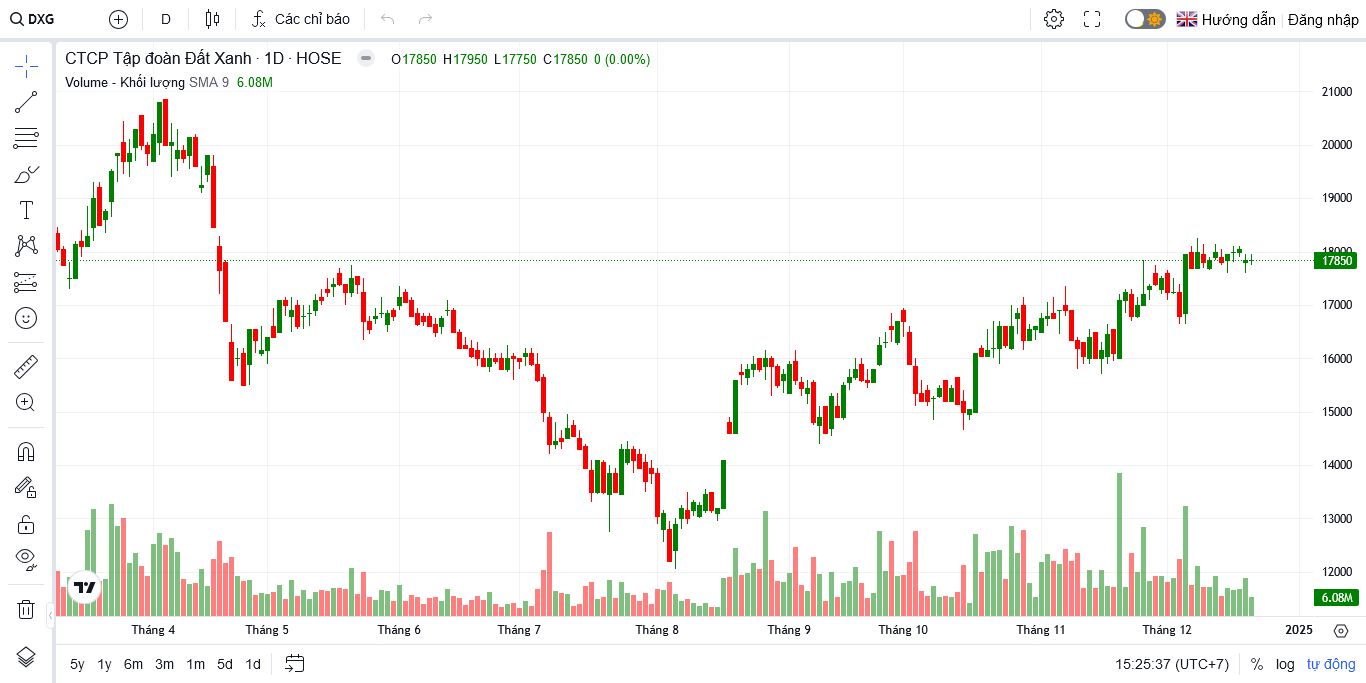 DXG D Các chỉ báo Hướng dẫn Đăng nhập
CTCP Tập đoàn Đất Xanh · 1D · HOSE O17850 H17950 L17750 C17850 0 (0.00%)
Volume - Khối lượng SMA 9 6.08M
21000
20000
19000
18000
17850
17000
16000
15000
14000
13000
12000
6.08M
Tháng 4 Tháng 5 Tháng 6 Tháng 7 Tháng 8 Tháng 9 Tháng 10 Tháng 11 Tháng 12 2025
5y 1y 6m 3m 1m 5d 1d 15:25:37 (UTC+7) % log tự động